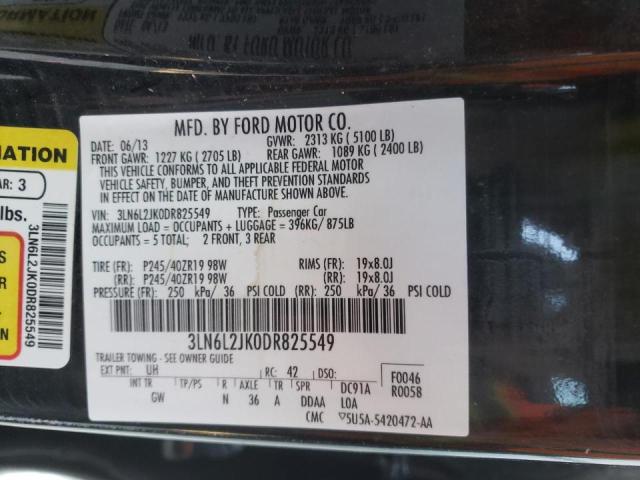 MFD. BY FORD MOTOR CO.
DATE: 06/13 GVWR: 2313 KG ( 5100 LB)
FRONT GAWR: 1227 KG ( 2705 LB) REAR GAWR: 1089 KG ( 2400 LB)
THIS VEHICLE CONFORMS TO ALL APPLICABLE FEDERAL MOTOR
VEHICLE SAFETY, BUMPER, AND THEFT PREVENTION STANDARDS
IN EFFECT ON THE DATE OF MANUFACTURE SHOWN ABOVE.
VIN: 3LN6L2JK0DR825549 TYPE: Passenger Car
MAXIMUM LOAD = OCCUPANTS + LUGGAGE = 396KG/ 875LB
OCCUPANTS = 5 TOTAL; 2 FRONT, 3 REAR
TIRE (FR): P245/40ZR19 98W RIMS (FR): 19x8.0J
(RR): P245/40ZR19 98W (RR): 19x8.0J
PRESSURE (FR): 250 kPa/ 36 PSI COLD (RR): 250 kPa/ 36 PSI COLD
3LN6L2JK0DR825549
TRAILER TOWING - SEE OWNER GUIDE
EXT PNT: UH RC: 42 DSO: F0046
INT TR TP/PS R AXLE TR SPR DC91A R0058
GW N 36 A DDAA L0A
CMC 5U5A-5420472-AA
MATION
AR: 3
lbs.
3LN6L2JK0DR825549